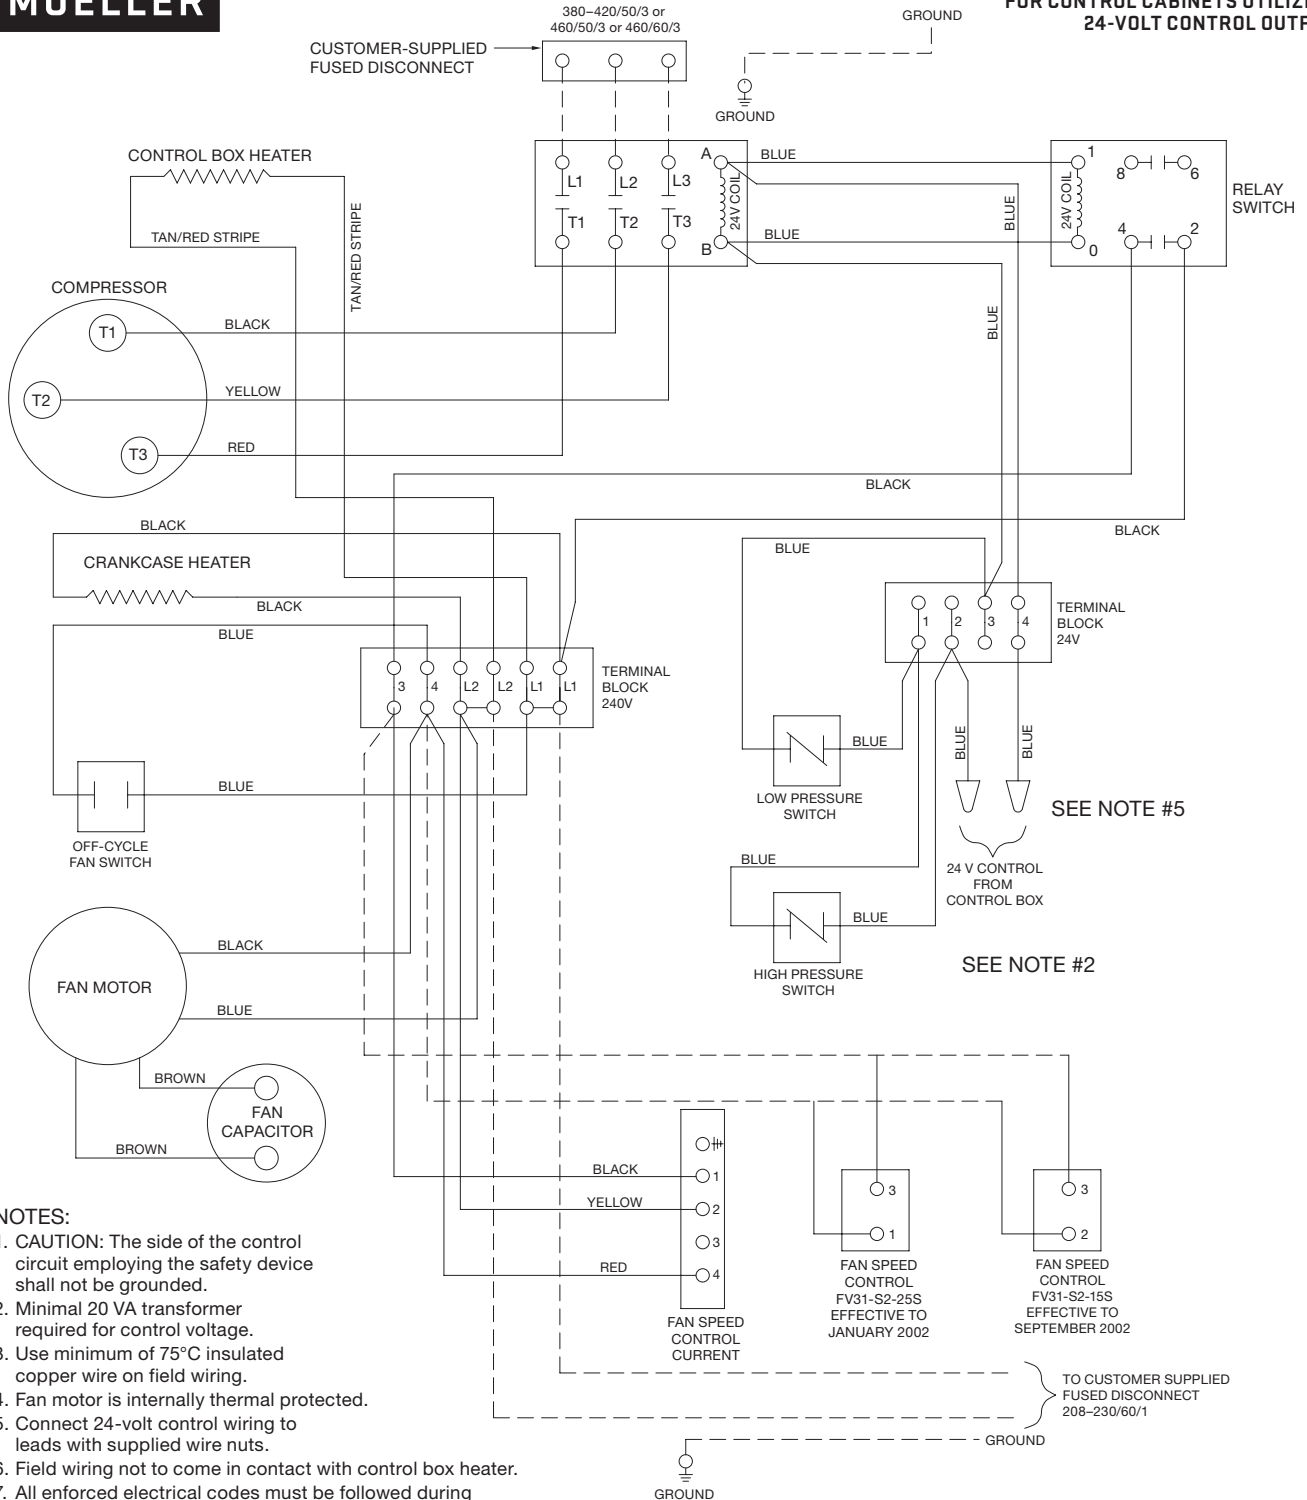 MUELLER
380–420/50/3 or
460/50/3 or 460/60/3
GROUND
24-VOLT CONTROL
CUSTOMER-SUPPLIED
FUSED DISCONNECT
GROUND
CONTROL BOX HEATER
A
BLUE
1
L1
L2
L3
24V COIL
24V COIL
8
6
RELAY
SWITCH
T1
T2
T3
TAN/RED STRIPE
TAN/RED STRIPE
BLUE
B
BLUE
0
4
2
COMPRESSOR
T1
BLACK
BLUE
T2
YELLOW
T3
RED
BLACK
BLACK
BLACK
BLUE
CRANKCASE HEATER
BLACK
BLUE
1
2
3
4
TERMINAL
BLOCK
24V
3
4
L2
L2
L1
L1
TERMINAL
BLOCK
240V
BLUE
BLUE
BLUE
BLUE
OFF-CYCLE
FAN SWITCH
LOW PRESSURE
SWITCH
SEE NOTE #5
BLUE
BLUE
24 V CONTROL
FROM
CONTROL BOX
HIGH PRESSURE
SWITCH
SEE NOTE #2
FAN MOTOR
BLACK
BLUE
BROWN
BROWN
FAN
CAPACITOR
BLACK
YELLOW
RED
1
2
3
4
FAN SPEED
CONTROL
CURRENT
3
1
FAN SPEED
CONTROL
FV31-S2-25S
EFFECTIVE TO
JANUARY 2002
3
2
FAN SPEED
CONTROL
FV31-S2-15S
EFFECTIVE TO
SEPTEMBER 2002
TO CUSTOMER SUPPLIED
FUSED DISCONNECT
208–230/60/1
GROUND
GROUND
NOTES:
CAUTION: The side of the control
circuit employing the safety device
shall not be grounded.
2. Minimal 20 VA transformer
required for control voltage.
3. Use minimum of 75°C insulated
copper wire on field wiring.
4. Fan motor is internally thermal protected.
5. Connect 24-volt control wiring to
leads with supplied wire nuts.
6. Field wiring not to come in contact with control box heater.
7. All enforced electrical codes must be followed during